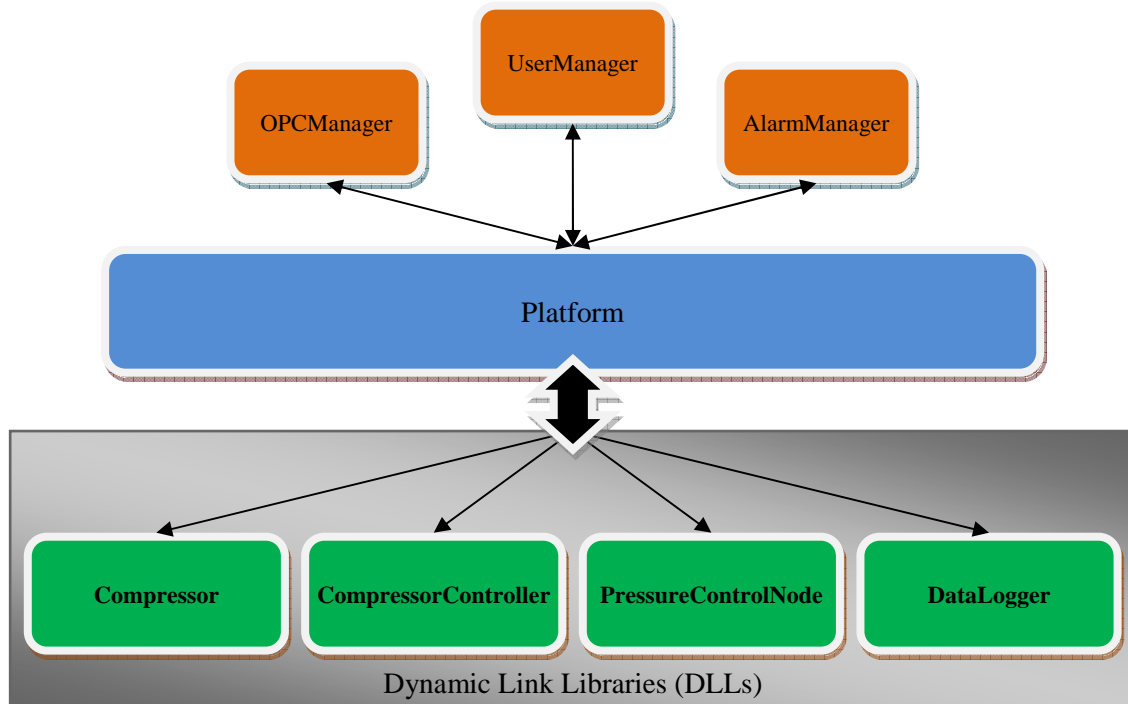 UserManager
OPCManager
AlarmManager
Platform
Compressor
CompressorController
PressureControlNode
DataLogger
Dynamic Link Libraries (DLLs)